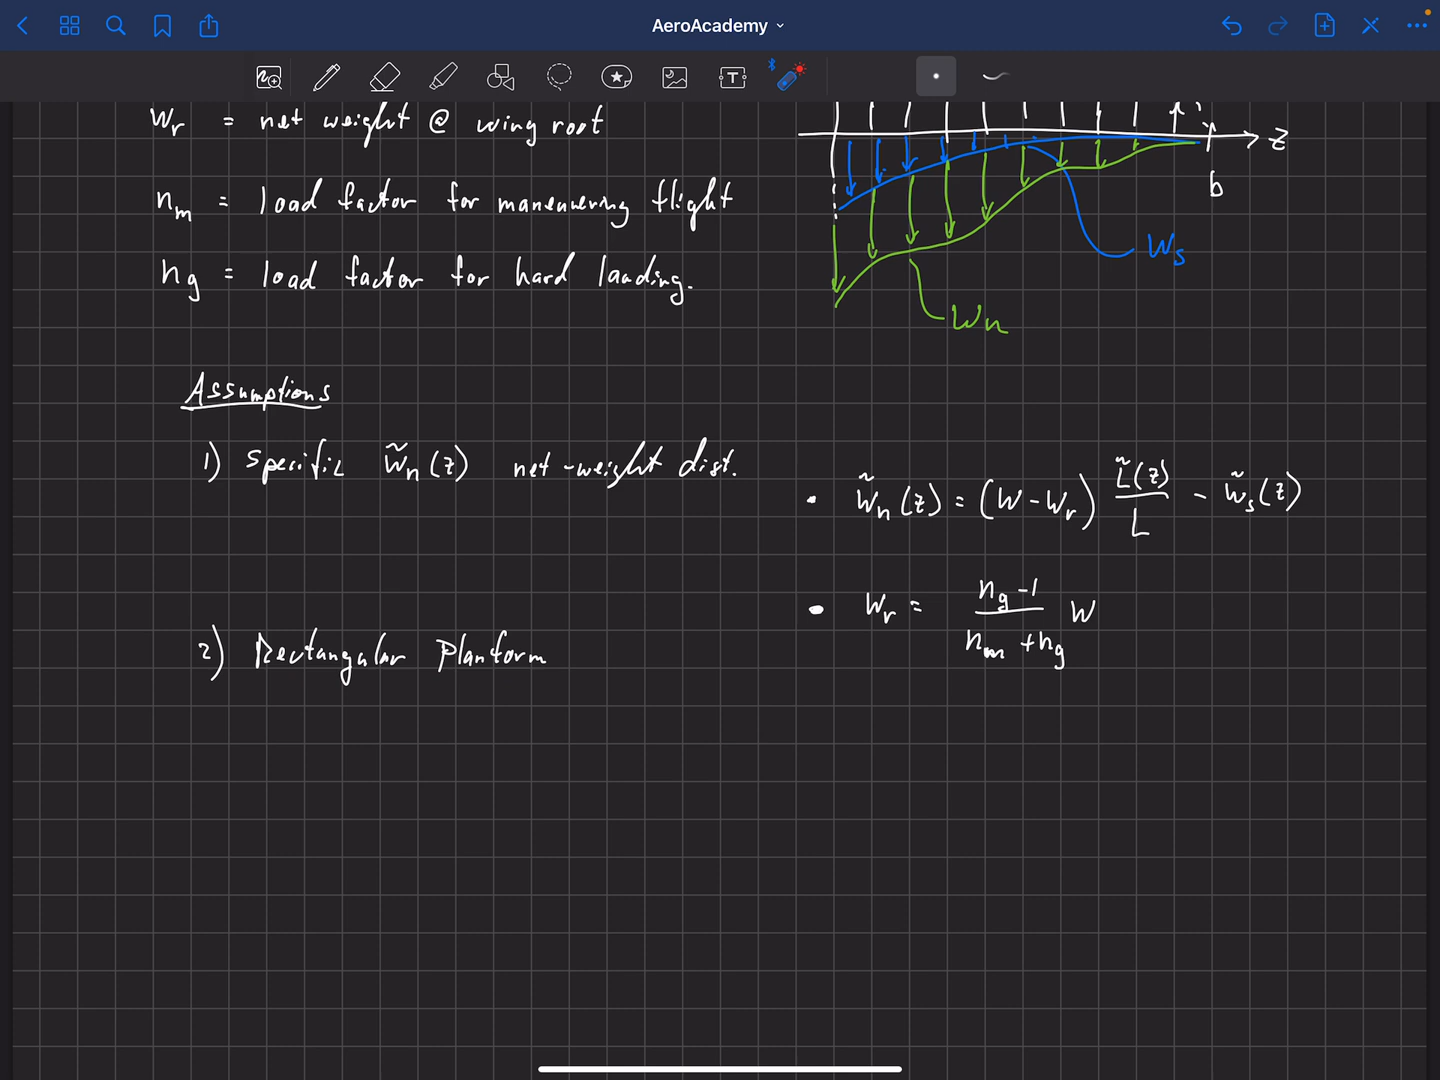 AeroAcademy
Wr = net weight @ wing root
nm = load factor for maneuvering flight
ng = load factor for hard landing.
z
b
Ws
Wn
Assumptions
1) Specific W̃n(z) net-weight dist.
• W̃n(z) = (W - Wr) L̃(z)/L - W̃s(z)
• Wr = (ng - 1)/(nm + ng) W
2) Rectangular Planform